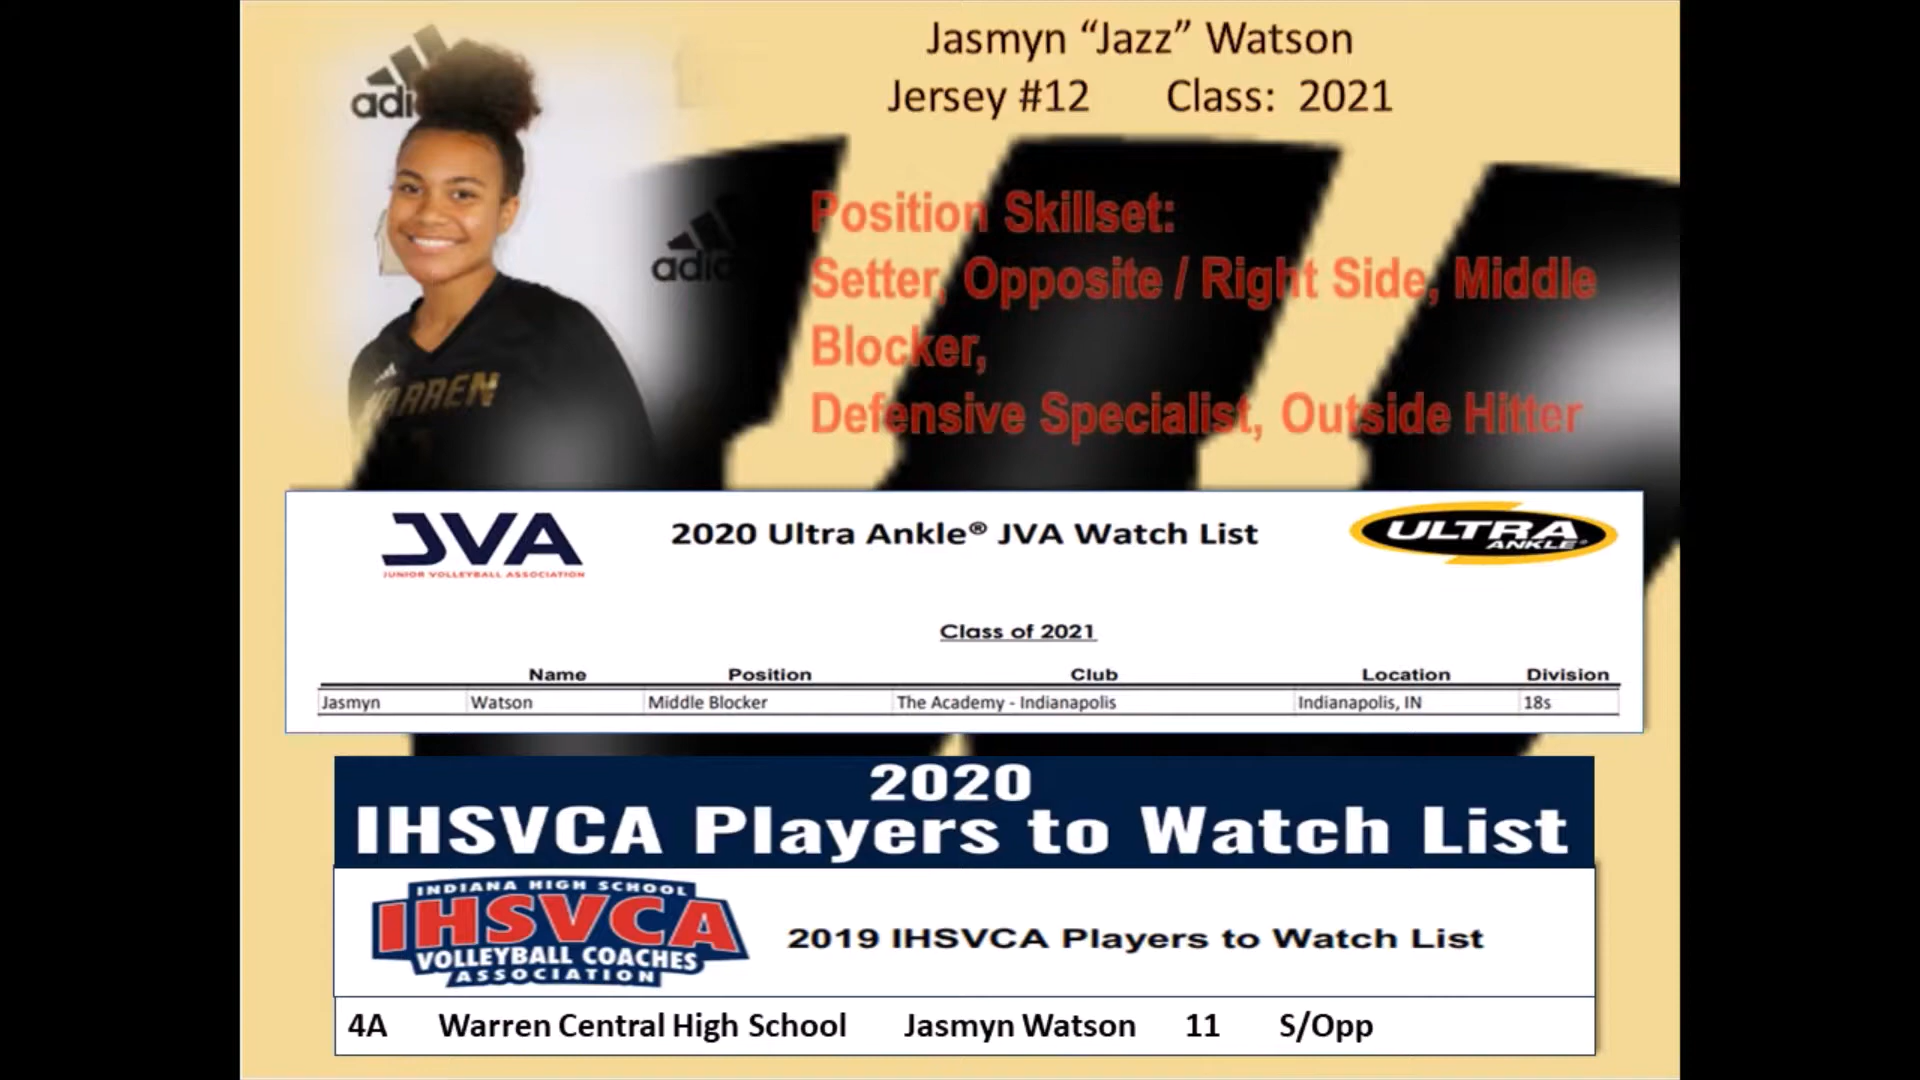 Jasmyn “Jazz” Watson
Jersey #12 Class: 2021
adi
adid
WARREN
Position Skillset:
Setter, Opposite / Right Side, Middle
Blocker,
Defensive Specialist, Outside Hitter
JVA
JUNIOR VOLLEYBALL ASSOCIATION
2020 Ultra Ankle® JVA Watch List
ULTRA
ANKLE®
Class of 2021
Name Position Club Location Division
Jasmyn Watson Middle Blocker The Academy - Indianapolis Indianapolis, IN 18s
2020
IHSVCA Players to Watch List
INDIANA HIGH SCHOOL
IHSVCA
VOLLEYBALL COACHES
ASSOCIATION
2019 IHSVCA Players to Watch List
4A Warren Central High School Jasmyn Watson 11 S/Opp